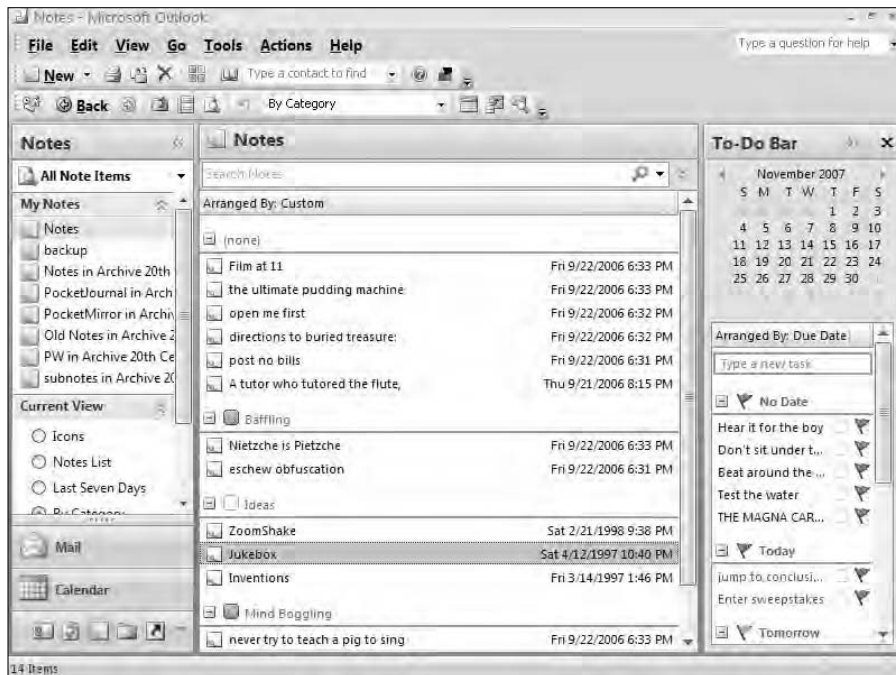 Notes - Microsoft Outlook
File Edit View Go Tools Actions Help
Type a question for help
New
Type a contact to find
Back
By Category
Notes
All Note Items
My Notes
Notes
backup
Notes in Archive 20th
PocketJournal in Arch
PocketMirror in Archiv
Old Notes in Archive 2
PW in Archive 20th Ce
subnotes in Archive 20
Current View
Icons
Notes List
Last Seven Days
By Category
Mail
Calendar
Notes
Search Notes
Arranged By: Custom
(none)
Film at 11 Fri 9/22/2006 6:33 PM
the ultimate pudding machine Fri 9/22/2006 6:33 PM
open me first Fri 9/22/2006 6:32 PM
directions to buried treasure: Fri 9/22/2006 6:32 PM
post no bills Fri 9/22/2006 6:31 PM
A tutor who tutored the flute, Thu 9/21/2006 8:15 PM
Baffling
Nietzche is Pietzche Fri 9/22/2006 6:33 PM
eschew obfuscation Fri 9/22/2006 6:31 PM
Ideas
ZoomShake Sat 2/21/1998 9:38 PM
Jukebox Sat 4/12/1997 10:40 PM
Inventions Fri 3/14/1997 1:46 PM
Mind Boggling
never try to teach a pig to sing Fri 9/22/2006 6:33 PM
To-Do Bar
November 2007
S M T W T F S
1 2 3
4 5 6 7 8 9 10
11 12 13 14 15 16 17
18 19 20 21 22 23 24
25 26 27 28 29 30
Arranged By: Due Date
Type a new task
No Date
Hear it for the boy
Don't sit under t...
Beat around the ...
Test the water
THE MAGNA CAR...
Today
jump to conclusi...
Enter sweepstakes
Tomorrow
14 Items